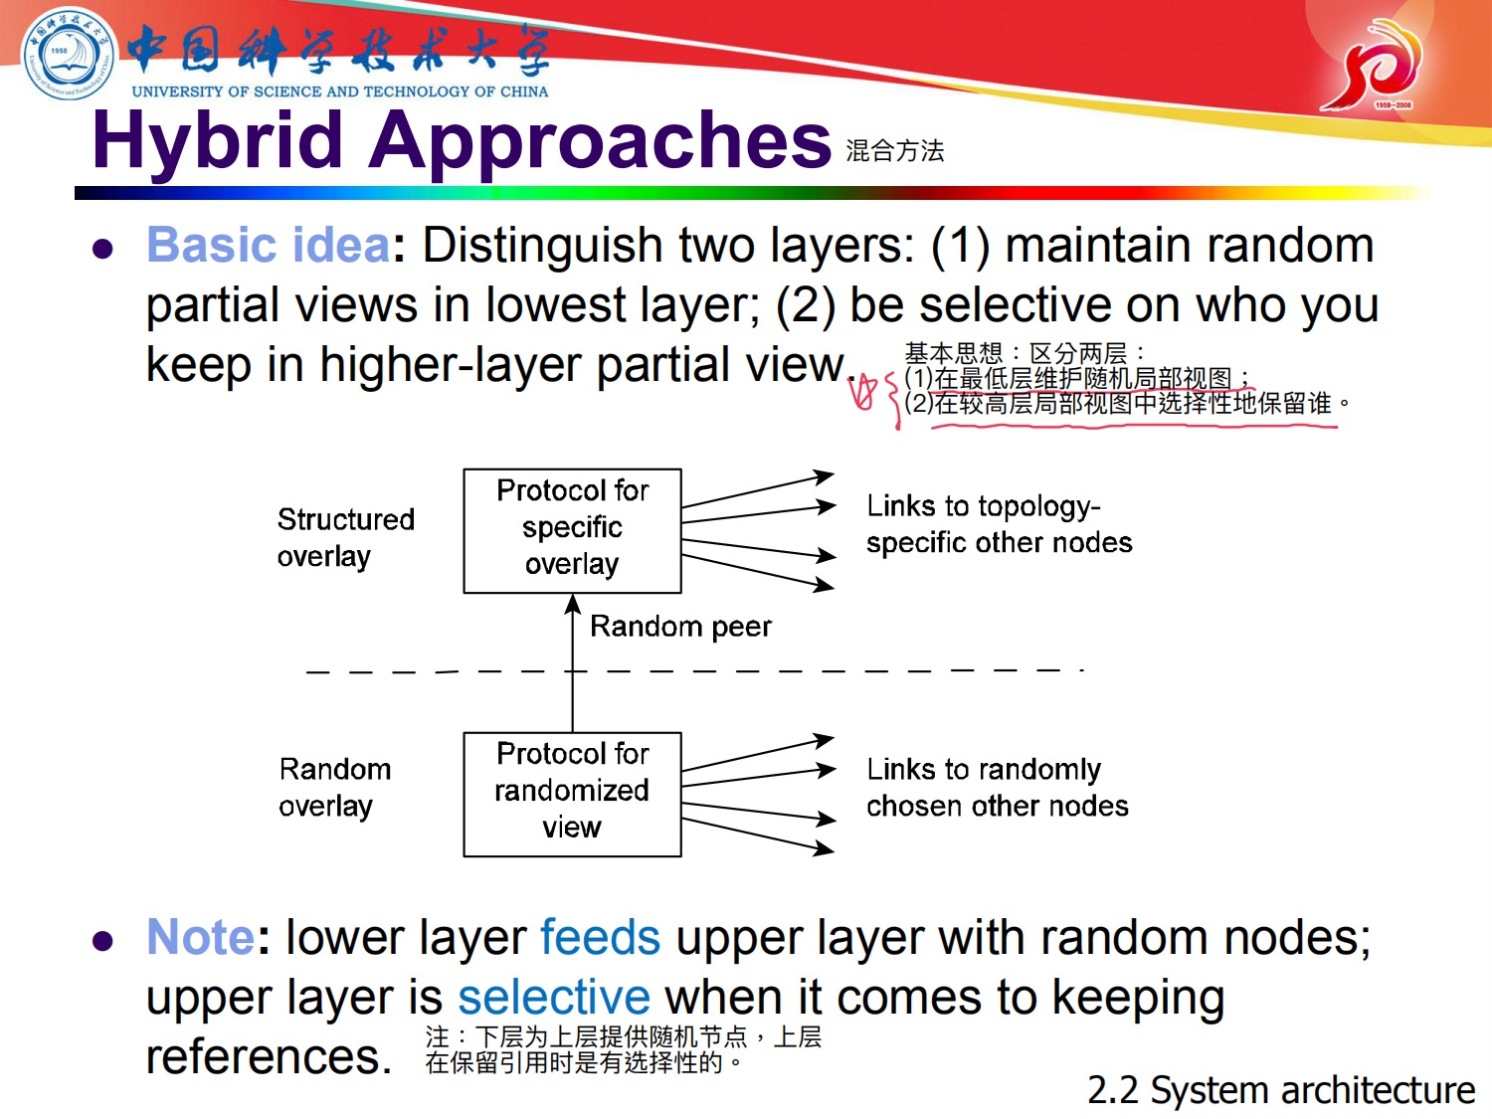 中国科学技术大学
UNIVERSITY OF SCIENCE AND TECHNOLOGY OF CHINA
1958
1958-2008
Hybrid Approaches 混合方法
Basic idea: Distinguish two layers: (1) maintain random
partial views in lowest layer; (2) be selective on who you
keep in higher-layer partial view.
基本思想：区分两层：
(1)在最低层维护随机局部视图；
(2)在较高层局部视图中选择性地保留谁。
Structured
overlay
Protocol for
specific
overlay
Links to topology-
specific other nodes
Random peer
Random
overlay
Protocol for
randomized
view
Links to randomly
chosen other nodes
Note: lower layer feeds upper layer with random nodes;
upper layer is selective when it comes to keeping
references.
注：下层为上层提供随机节点，上层
在保留引用时是有选择性的。
2.2 System architecture